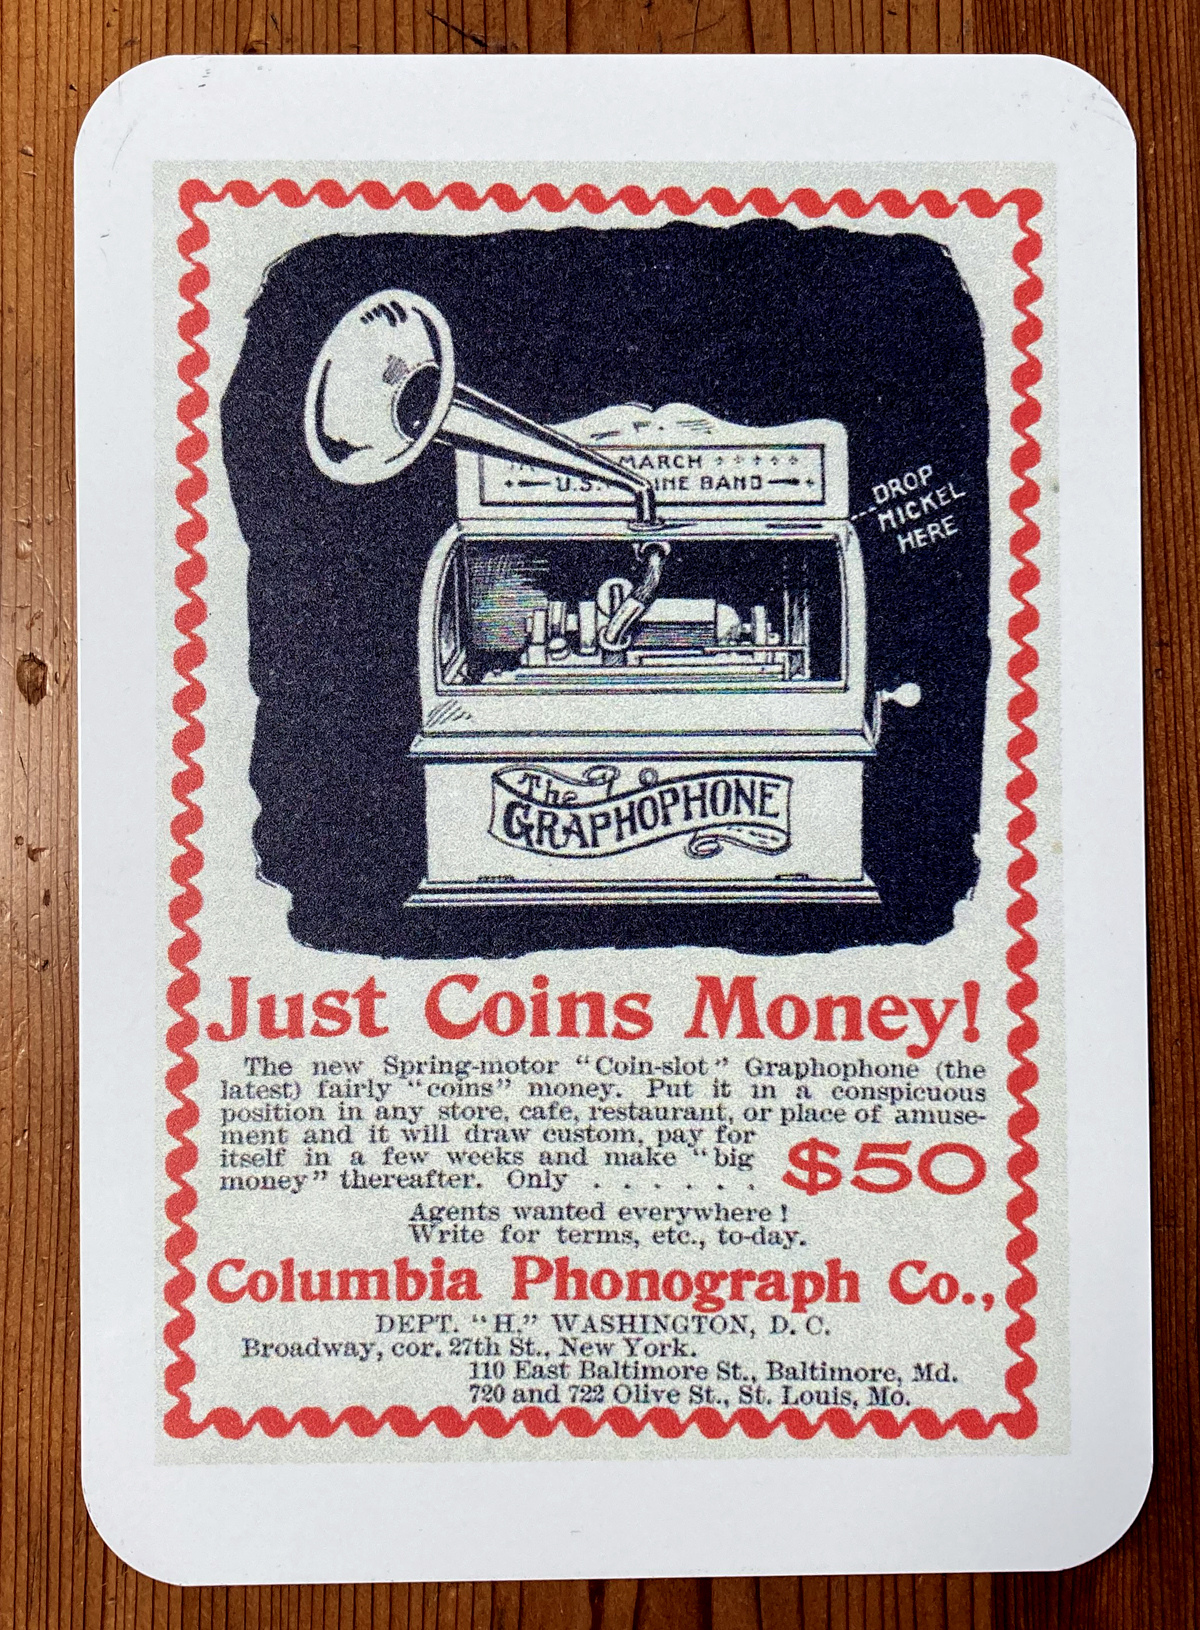 MARCH
U.S. INE BAND
DROP
NICKEL
HERE
The
GRAPHOPHONE
Just Coins Money!
The new Spring-motor “Coin-slot” Graphophone (the
latest) fairly “coins” money. Put it in a conspicuous
position in any store, cafe, restaurant, or place of amuse-
ment and it will draw custom, pay for
itself in a few weeks and make “big
money” thereafter. Only . . . . . .
$50
Agents wanted everywhere!
Write for terms, etc., to-day.
Columbia Phonograph Co.,
DEPT. “H,” WASHINGTON, D. C.
Broadway, cor. 27th St., New York.
110 East Baltimore St., Baltimore, Md.
720 and 722 Olive St., St. Louis, Mo.